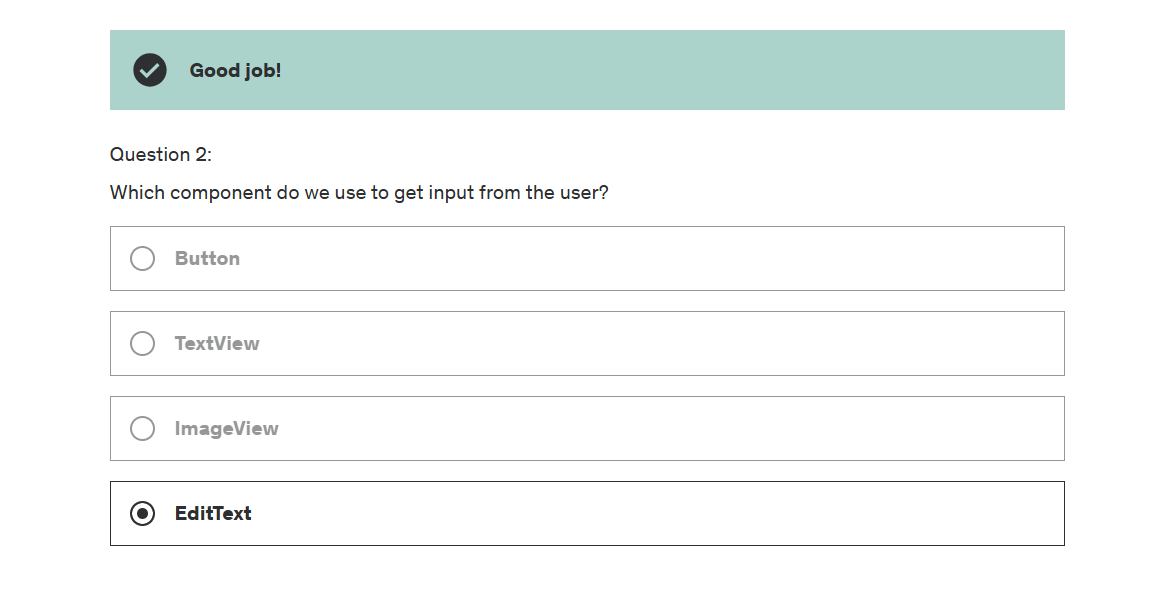 Good job!
Question 2:
Which component do we use to get input from the user?
Button
TextView
ImageView
EditText